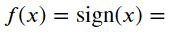 f(x) = sign(x) =